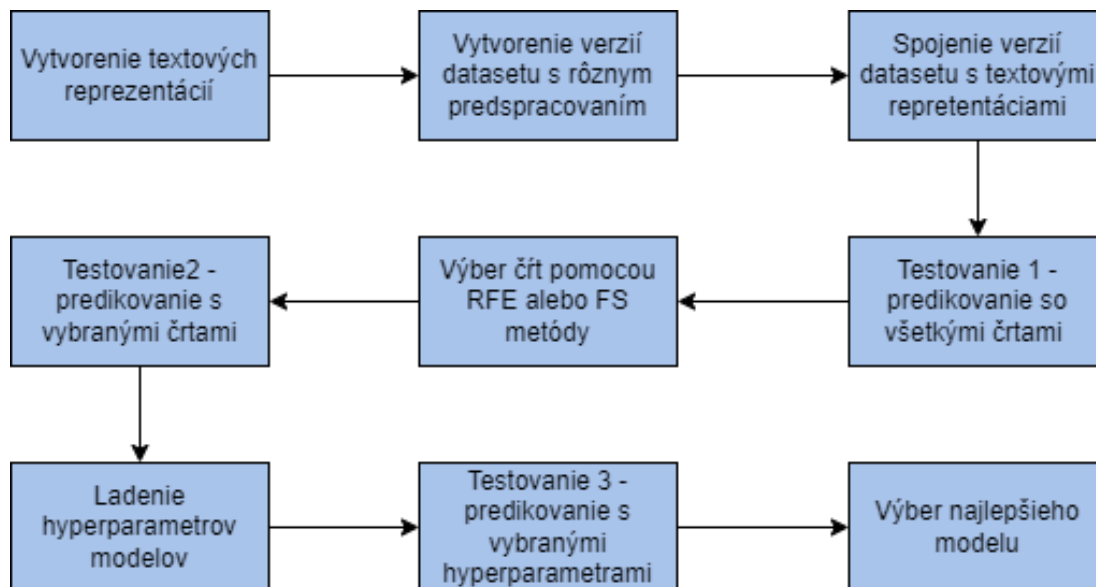 Vytvorenie textových
reprezentácií
Vytvorenie verzií
datasetu s rôznym
predspracovaním
Spojenie verzií
datasetu s textovými
repretentáciami
Testovanie 1 -
predikovanie so
všetkými črtami
Výber čŕt pomocou
RFE alebo FS
metódy
Testovanie2 -
predikovanie s
vybranými črtami
Ladenie
hyperparametrov
modelov
Testovanie 3 -
predikovanie s
vybranými
hyperparametrami
Výber najlepšieho
modelu